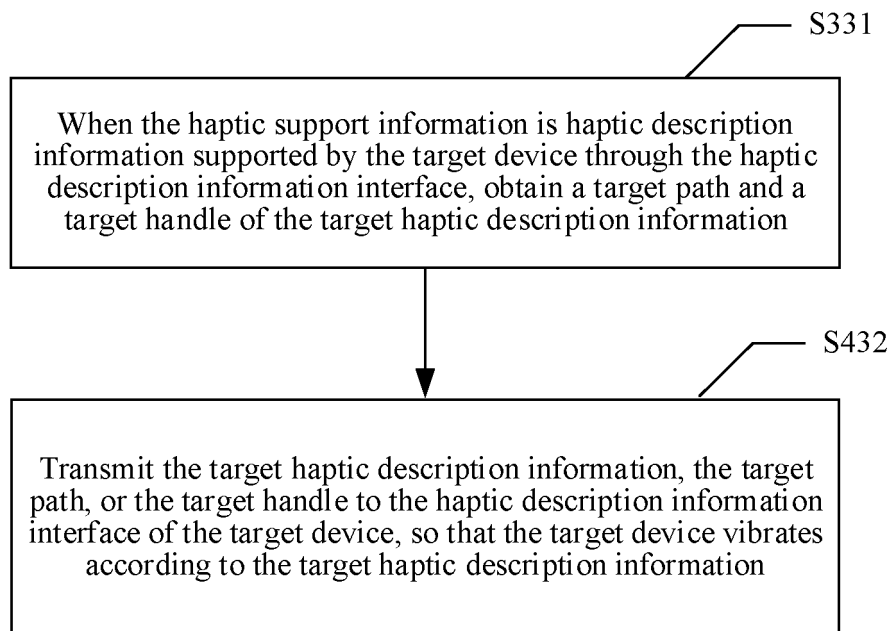 S331
When the haptic support information is haptic description
information supported by the target device through the haptic
description information interface, obtain a target path and a
target handle of the target haptic description information
S432
Transmit the target haptic description information, the target
path, or the target handle to the haptic description information
interface of the target device, so that the target device vibrates
according to the target haptic description information